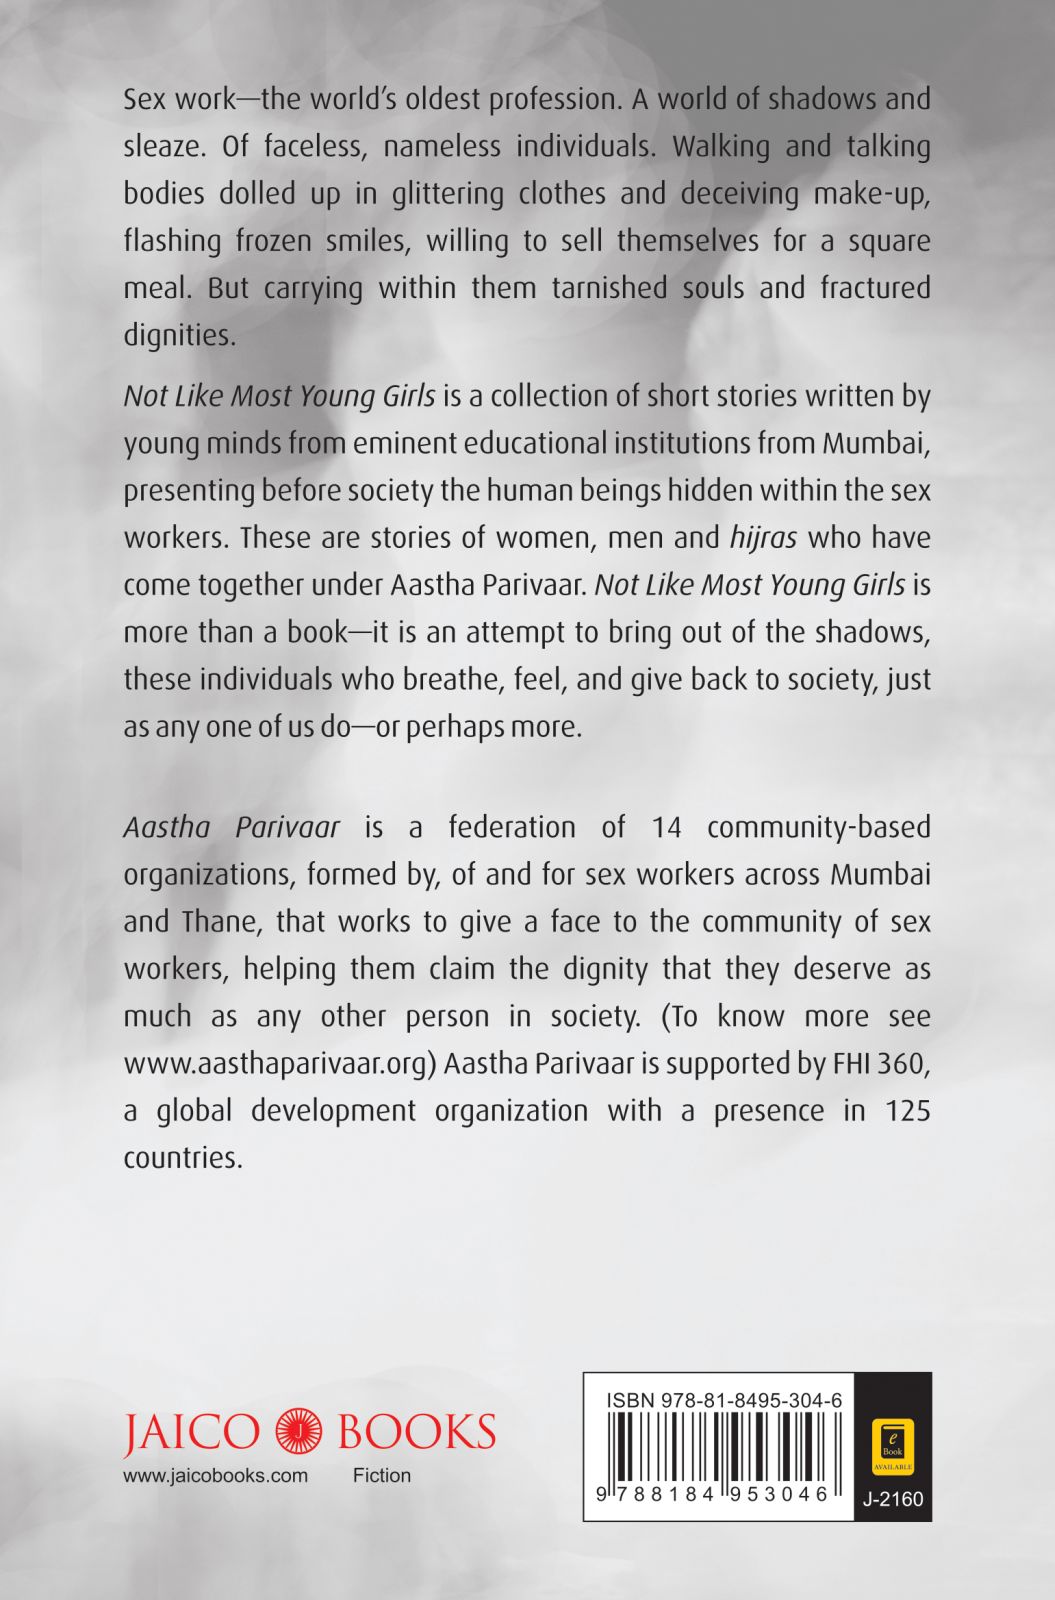 Sex work—the world’s oldest profession. A world of shadows and
sleaze. Of faceless, nameless individuals. Walking and talking
bodies dolled up in glittering clothes and deceiving make-up,
flashing frozen smiles, willing to sell themselves for a square
meal. But carrying within them tarnished souls and fractured
dignities.
Not Like Most Young Girls is a collection of short stories written by
young minds from eminent educational institutions from Mumbai,
presenting before society the human beings hidden within the sex
workers. These are stories of women, men and hijras who have
come together under Aastha Parivaar. Not Like Most Young Girls is
more than a book—it is an attempt to bring out of the shadows,
these individuals who breathe, feel, and give back to society, just
as any one of us do—or perhaps more.
Aastha Parivaar is a federation of 14 community-based
organizations, formed by, of and for sex workers across Mumbai
and Thane, that works to give a face to the community of sex
workers, helping them claim the dignity that they deserve as
much as any other person in society. (To know more see
www.aasthaparivaar.org) Aastha Parivaar is supported by FHI 360,
a global development organization with a presence in 125
countries.
JAICO J BOOKS
www.jaicobooks.com Fiction
ISBN 978-81-8495-304-6
9 788184 953046
e
Book
AVAILABLE
J-2160